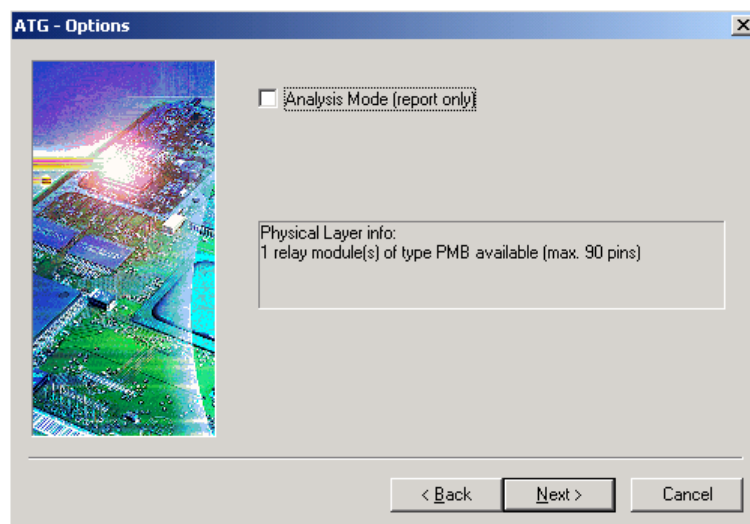 ATG - Options
Analysis Mode (report only)
Physical Layer info:
1 relay module(s) of type PMB available (max. 90 pins)
< Back
Next >
Cancel